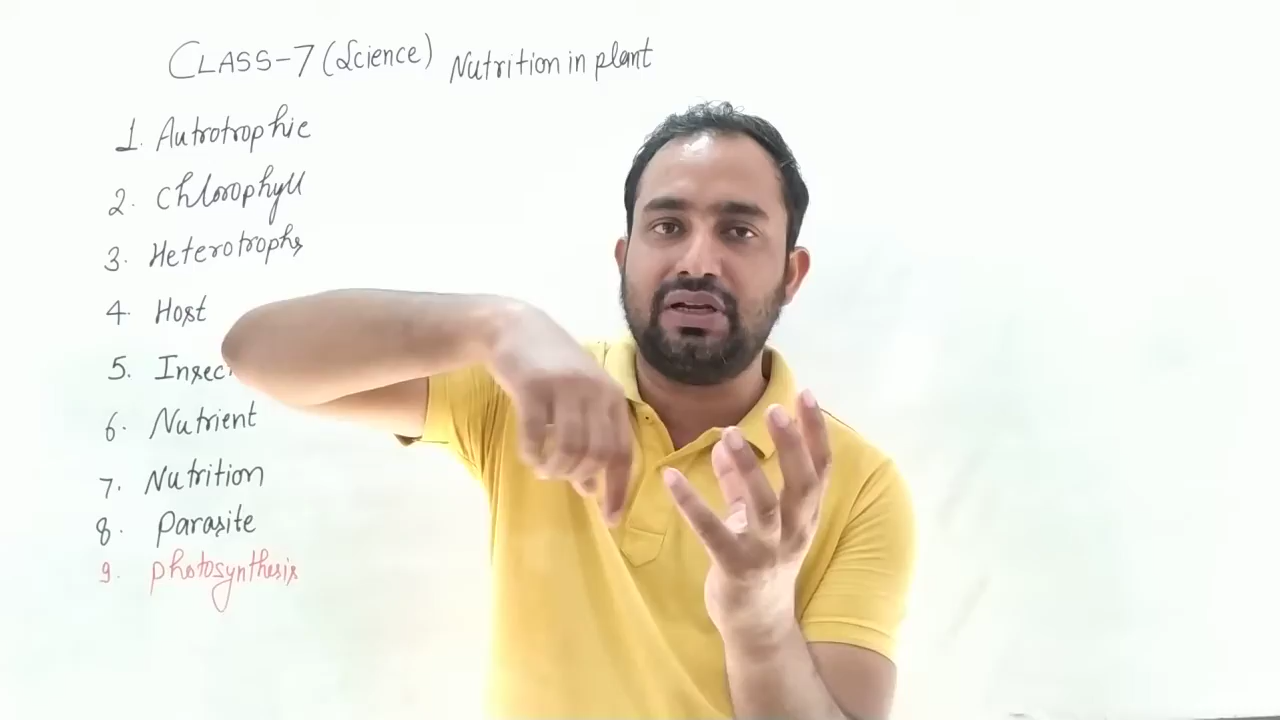 CLASS-7 (Science) Nutrition in plant
1. Autrotrophic
2. Chlorophyll
3. Heterotrophs
4. Host
5.
6. Nutrient
7. Nutrition
8. Parasite
9. photosynthesis